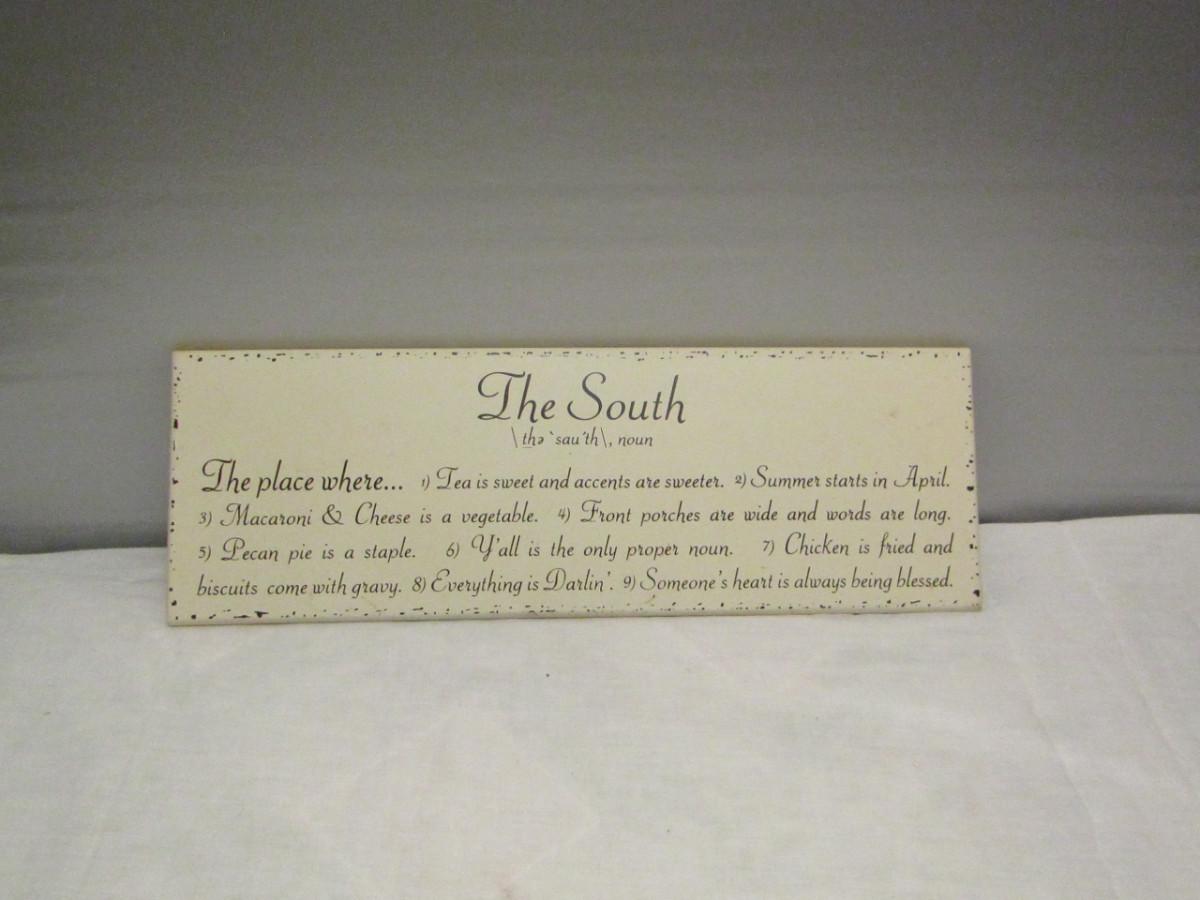 The South
\thə `sau´th\, noun
The place where... 1) Tea is sweet and accents are sweeter. 2) Summer starts in April.
3) Macaroni & Cheese is a vegetable. 4) Front porches are wide and words are long.
5) Pecan pie is a staple. 6) Y'all is the only proper noun. 7) Chicken is fried and
biscuits come with gravy. 8) Everything is Darlin'. 9) Someone's heart is always being blessed.